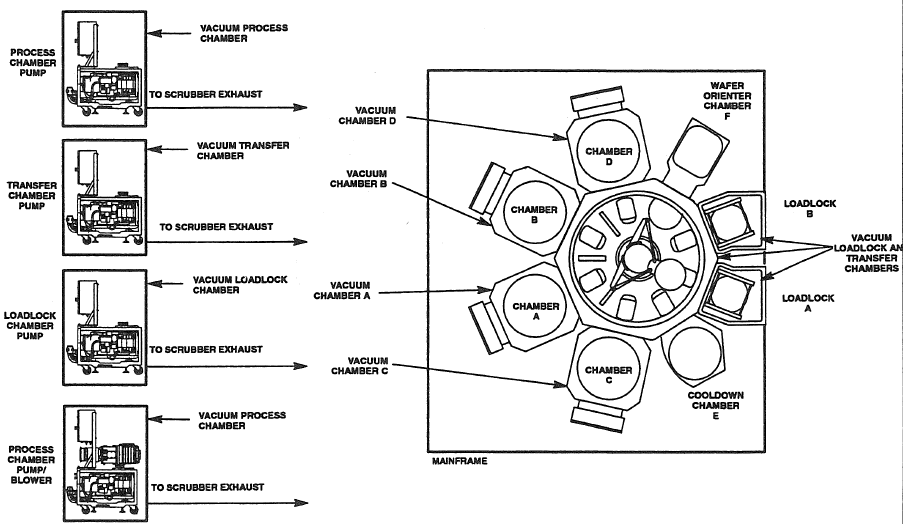 PROCESS
CHAMBER
PUMP
VACUUM PROCESS
CHAMBER
TO SCRUBBER EXHAUST
TRANSFER
CHAMBER
PUMP
VACUUM TRANSFER
CHAMBER
TO SCRUBBER EXHAUST
LOADLOCK
CHAMBER
PUMP
VACUUM LOADLOCK
CHAMBER
TO SCRUBBER EXHAUST
PROCESS
CHAMBER
PUMP/
BLOWER
VACUUM PROCESS
CHAMBER
TO SCRUBBER EXHAUST
VACUUM
CHAMBER D
VACUUM
CHAMBER B
VACUUM
CHAMBER A
VACUUM
CHAMBER C
CHAMBER
D
CHAMBER
B
CHAMBER
A
CHAMBER
C
WAFER
ORIENTER
CHAMBER
F
LOADLOCK
B
VACUUM
LOADLOCK AN
TRANSFER
CHAMBERS
LOADLOCK
A
COOLDOWN
CHAMBER
E
MAINFRAME